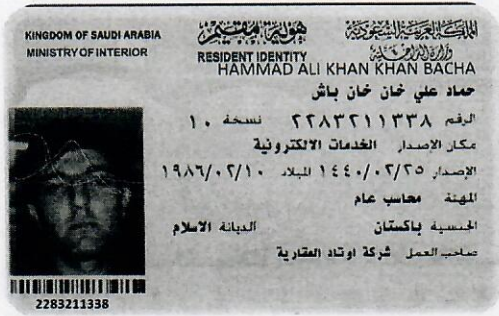 KINGDOM OF SAUDI ARABIA
MINISTRY OF INTERIOR
هوية مقيم
RESIDENT IDENTITY
المملكة العربية السعودية
وزارة الداخلية
HAMMAD ALI KHAN KHAN BACHA
حماد علي خان خان باش
الرقم ٢٢٨٣٢١١٣٣٨ نسخة ١٠
مكان الإصدار الخدمات الالكترونية
الإصدار ١٤٤٠/٠٢/٢٥ الميلاد ١٩٨٦/٠٢/١٠
المهنة محاسب عام
الجنسية باكستان الديانة الاسلام
صاحب العمل شركة اوتاد العقارية
2283211338